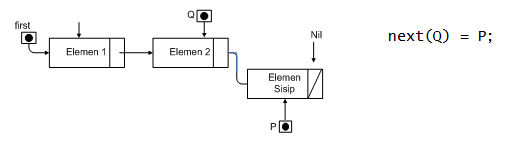 first
Q
Elemen 1
Elemen 2
Nil
next(Q) = P;
Elemen
Sisip
P